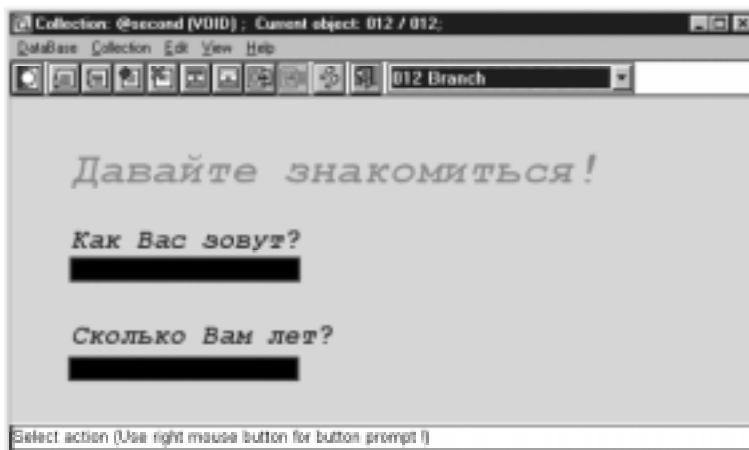 Collection: @second (VOID) ; Current object: 012 / 012;
DataBase Collection Edit View Help
012 Branch
Давайте знакомиться!
Как Вас зовут?
Сколько Вам лет?
Select action (Use right mouse button for button prompt !)